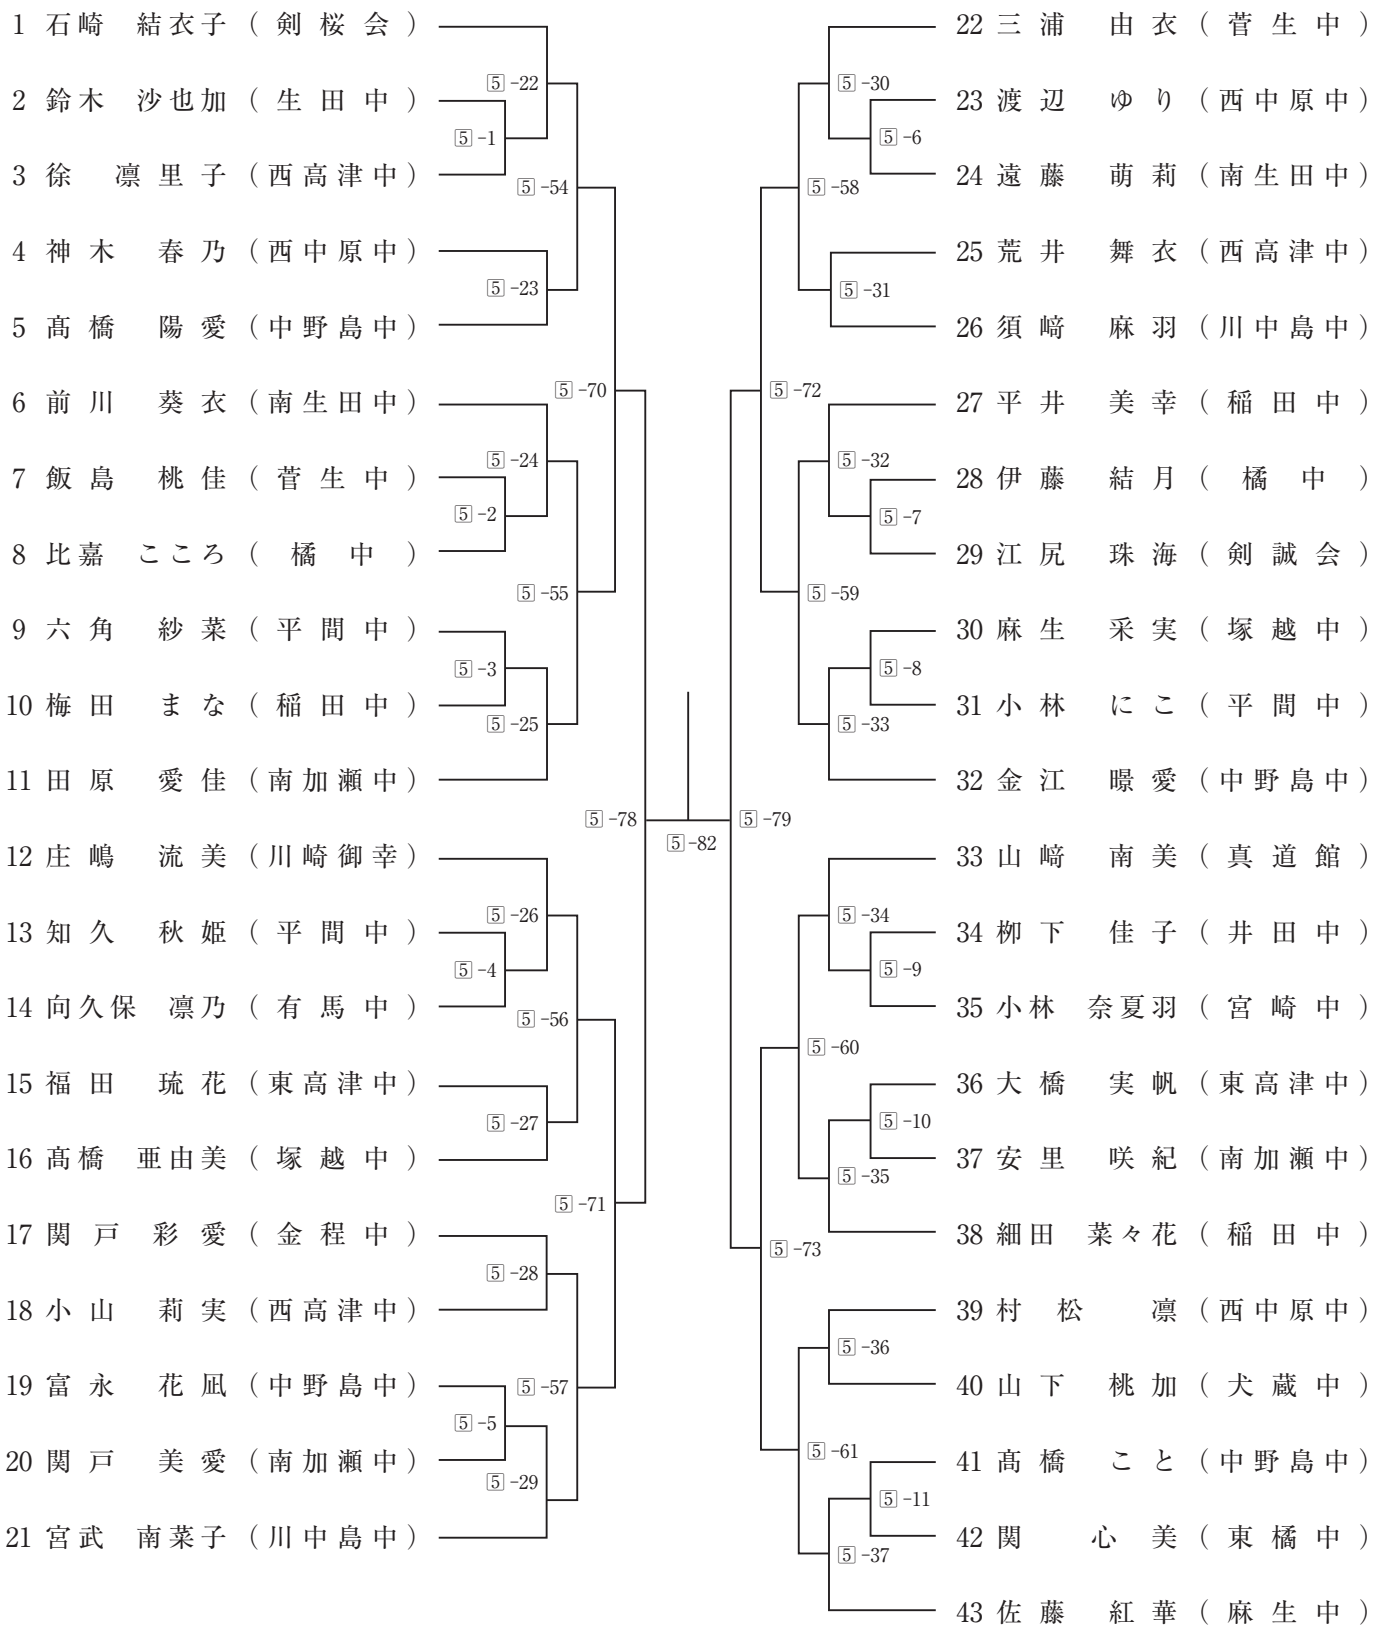 1 石崎 結衣子（剣桜会）
5-22
2 鈴木 沙也加（生田中）
5-1
3 徐 凛里子（西高津中）
5-54
4 神木 春乃（西中原中）
5-23
5 髙橋 陽愛（中野島中）
5-70
6 前川 葵衣（南生田中）
5-24
7 飯島 桃佳（菅生中）
5-2
8 比嘉 こころ（橘中）
5-55
9 六角 紗菜（平間中）
5-3
10 梅田 まな（稲田中）
5-25
11 田原 愛佳（南加瀬中）
5-78
12 庄嶋 流美（川崎御幸）
5-26
13 知久 秋姫（平間中）
5-4
14 向久保 凛乃（有馬中）
5-56
15 福田 琉花（東高津中）
5-27
16 髙橋 亜由美（塚越中）
5-71
17 関戸 彩愛（金程中）
5-28
18 小山 莉実（西高津中）
19 富永 花凪（中野島中）
5-57
5-5
20 関戸 美愛（南加瀬中）
5-29
21 宮武 南菜子（川中島中）
5-82
22 三浦 由衣（菅生中）
5-30
23 渡辺 ゆり（西中原中）
5-6
24 遠藤 萌莉（南生田中）
5-58
25 荒井 舞衣（西高津中）
5-31
26 須﨑 麻羽（川中島中）
5-72
27 平井 美幸（稲田中）
5-32
28 伊藤 結月（橘中）
5-7
29 江尻 珠海（剣誠会）
5-59
30 麻生 采実（塚越中）
5-8
31 小林 にこ（平間中）
5-33
32 金江 暻愛（中野島中）
5-79
33 山﨑 南美（真道館）
5-34
34 栁下 佳子（井田中）
5-9
35 小林 奈夏羽（宮崎中）
5-60
36 大橋 実帆（東高津中）
5-10
37 安里 咲紀（南加瀬中）
5-35
38 細田 菜々花（稲田中）
5-73
39 村松 凛（西中原中）
5-36
40 山下 桃加（犬蔵中）
5-61
41 髙橋 こと（中野島中）
5-11
42 関 心美（東橘中）
5-37
43 佐藤 紅華（麻生中）